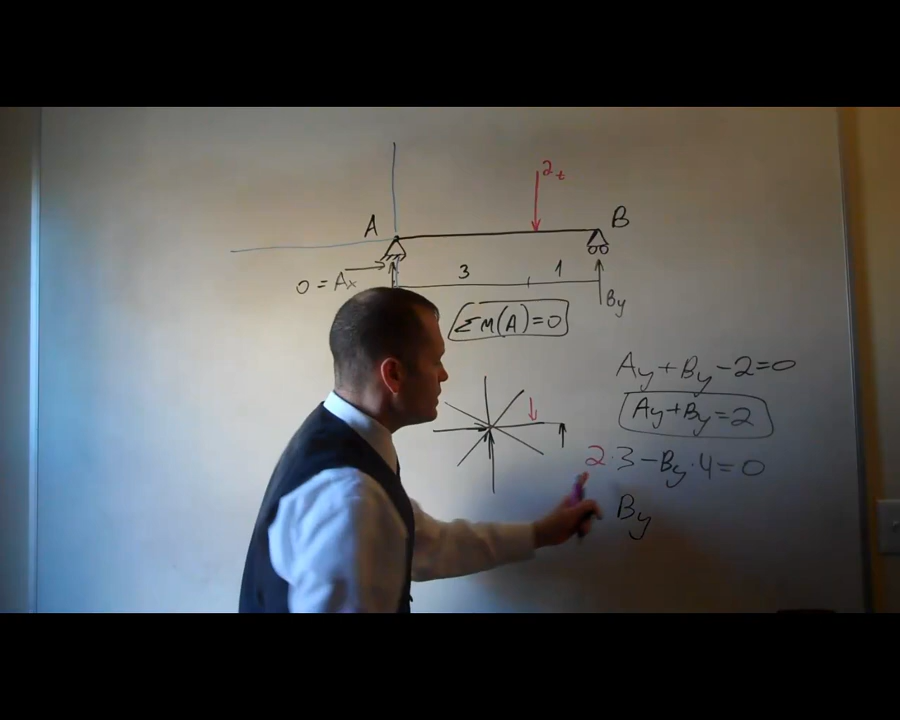 2t
A
B
3
1
0 = Ax
By
ΣM(A)=0
Ay+By-2=0
Ay+By=2
2·3-By·4=0
By